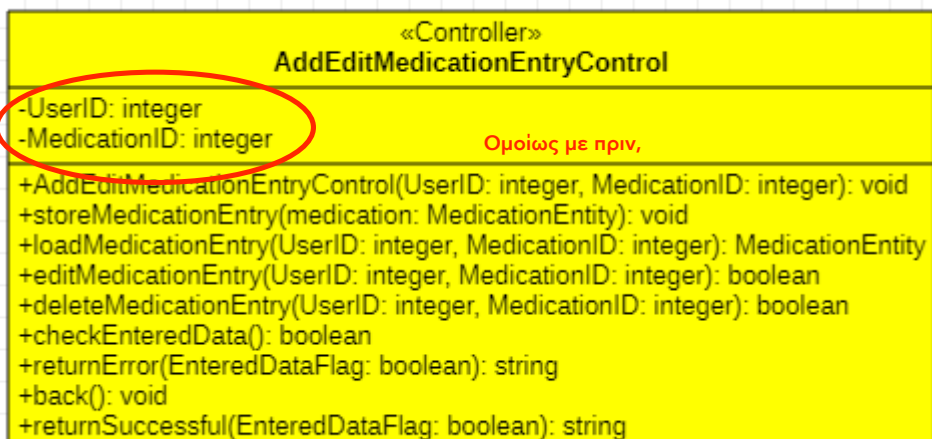 «Controller»
AddEditMedicationEntryControl
-UserID: integer
-MedicationID: integer
Ομοίως με πριν,
+AddEditMedicationEntryControl(UserID: integer, MedicationID: integer): void
+storeMedicationEntry(medication: MedicationEntity): void
+loadMedicationEntry(UserID: integer, MedicationID: integer): MedicationEntity
+editMedicationEntry(UserID: integer, MedicationID: integer): boolean
+deleteMedicationEntry(UserID: integer, MedicationID: integer): boolean
+checkEnteredData(): boolean
+returnError(EnteredDataFlag: boolean): string
+back(): void
+returnSuccessful(EnteredDataFlag: boolean): string